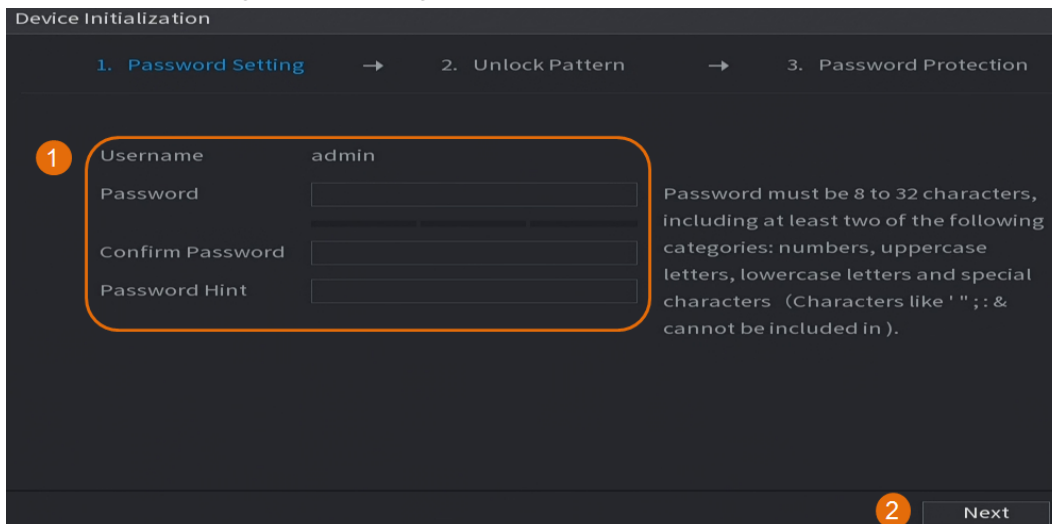 Device Initialization
1. Password Setting → 2. Unlock Pattern → 3. Password Protection
1
Username admin
Password
Confirm Password
Password Hint
Password must be 8 to 32 characters,
including at least two of the following
categories: numbers, uppercase
letters, lowercase letters and special
characters (Characters like ' " ; : &
cannot be included in ).
2
Next